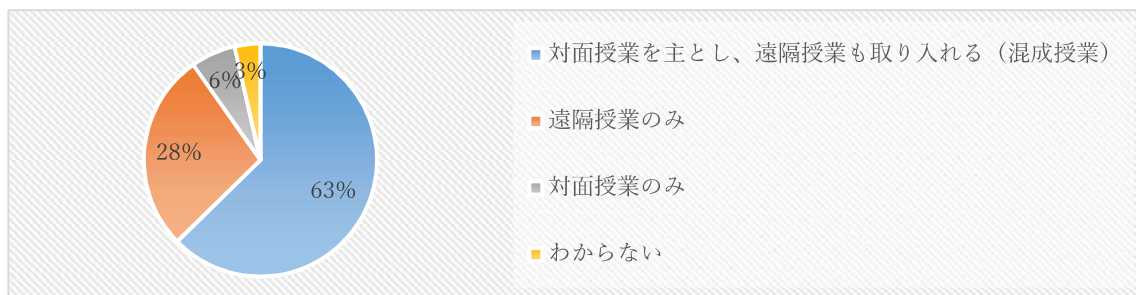 3%
6%
28%
63%
対面授業を主とし、遠隔授業も取り入れる（混成授業）
遠隔授業のみ
対面授業のみ
わからない